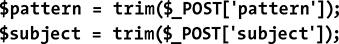 $pattern = trim($_POST['pattern']);
$subject = trim($_POST['subject']);